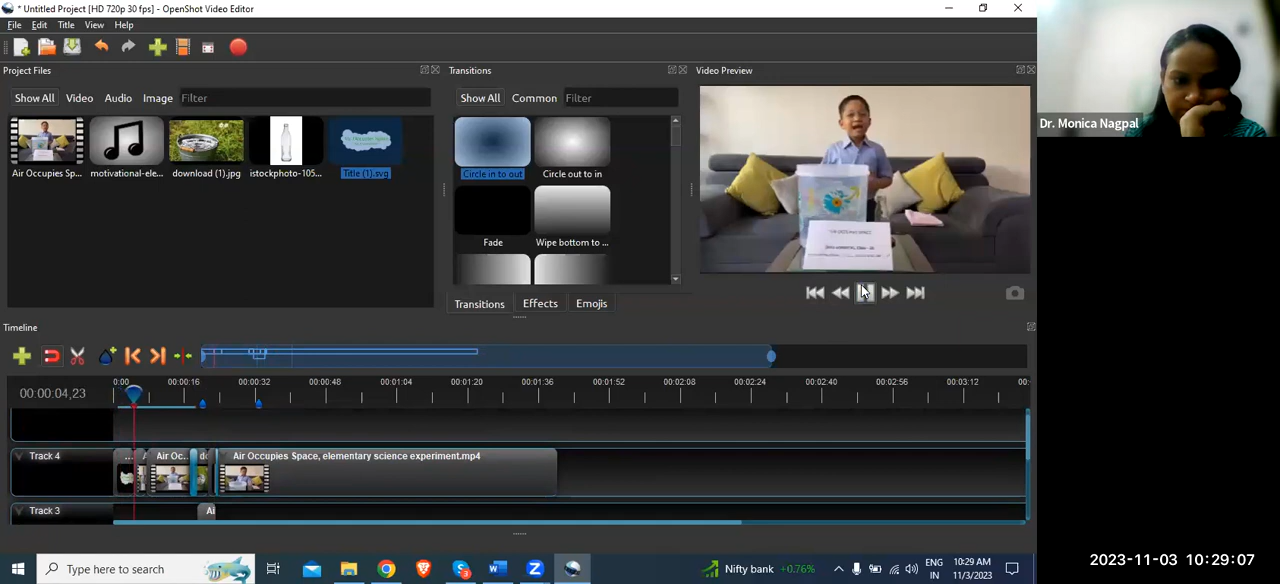 * Untitled Project [HD 720p 30 fps] - OpenShot Video Editor
File Edit Title View Help
Project Files
Transitions
Video Preview
Show All Video Audio Image Filter
Show All Common Filter
Dr. Monica Nagpal
Air Occupies Sp...
motivational-ele...
download (1).jpg
istockphoto-105...
Title (1).svg
Circle in to out
Circle out to in
Fade
Wipe bottom to ...
Transitions Effects Emojis
Timeline
00:00:04,23
0:00 00:00:16 00:00:32 00:00:48 00:01:04 00:01:20 00:01:36 00:01:52 00:02:08 00:02:24 00:02:40 00:02:56 00:03:12 00:
Track 4
... A Air Oc... dc Air Occupies Space, elementary science experiment.mp4
Track 3
Ai
Type here to search
Nifty bank +0.76%
ENG
IN
10:29 AM
11/3/2023
2023-11-03 10:29:07